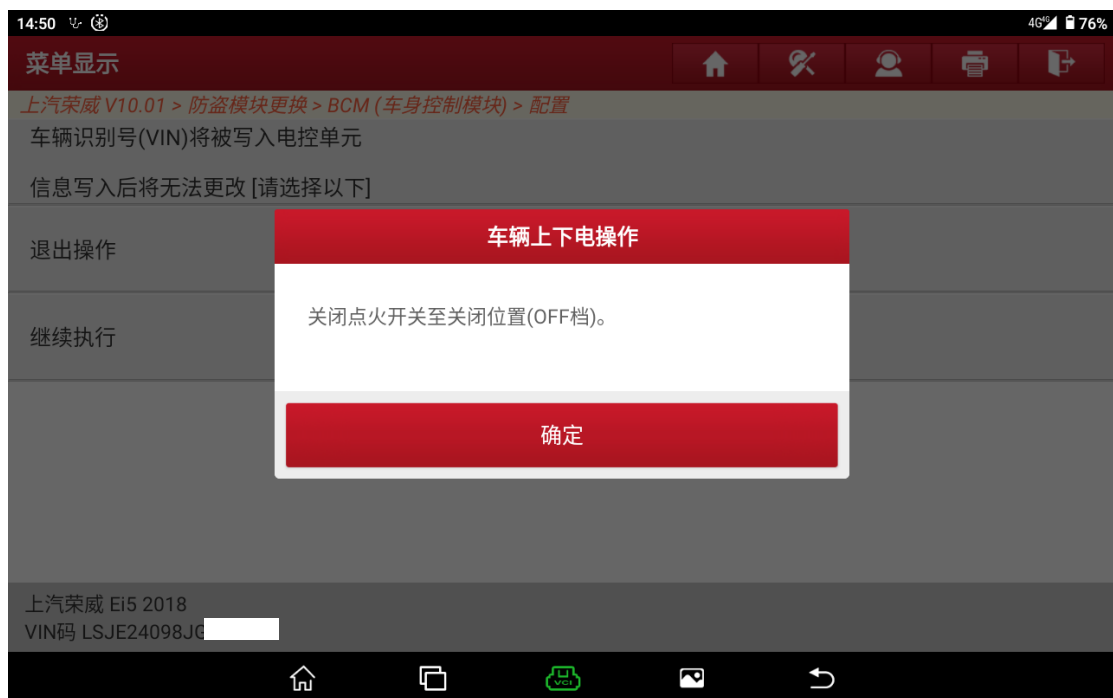 14:50
4G 4G 76%
菜单显示
上汽荣威 V10.01 > 防盗模块更换 > BCM (车身控制模块) > 配置
车辆识别号(VIN)将被写入电控单元
信息写入后将无法更改 [请选择以下]
车辆上下电操作
退出操作
关闭点火开关至关闭位置(OFF档)。
继续执行
确定
上汽荣威 Ei5 2018
VIN码 LSJE24098JG
VCI